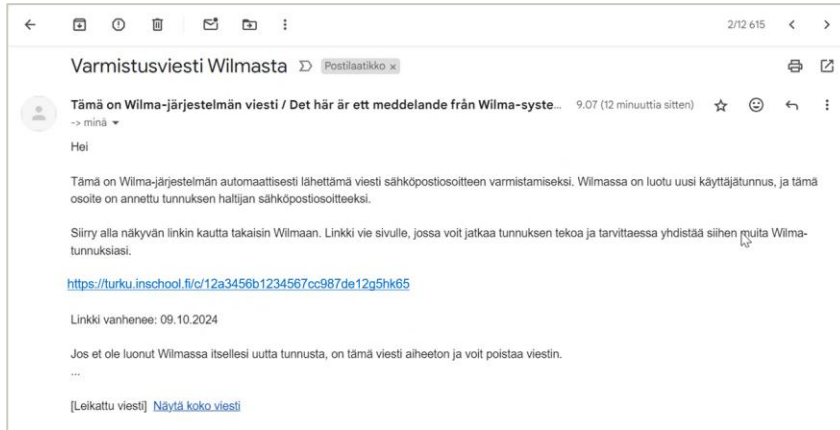 2/12 615
Varmistusviesti Wilmasta Postilaatikko ×
Tämä on Wilma-järjestelmän viesti / Det här är ett meddelande från Wilma-syste... 9.07 (12 minuuttia sitten)
-> minä
Hei
Tämä on Wilma-järjestelmän automaattisesti lähettämä viesti sähköpostiosoitteen varmistamiseksi. Wilmassa on luotu uusi käyttäjätunnus, ja tämä
osoite on annettu tunnuksen haltijan sähköpostiosoitteeksi.
Siirry alla näkyvän linkin kautta takaisin Wilmaan. Linkki vie sivulle, jossa voit jatkaa tunnuksen tekoa ja tarvittaessa yhdistää siihen muita Wilma-
tunnuksiasi.
https://turku.inschool.fi/c/12a3456b1234567cc987de12g5hk65
Linkki vanhenee: 09.10.2024
Jos et ole luonut Wilmassa itsellesi uutta tunnusta, on tämä viesti aiheeton ja voit poistaa viestin.
...
[Leikattu viesti] Näytä koko viesti